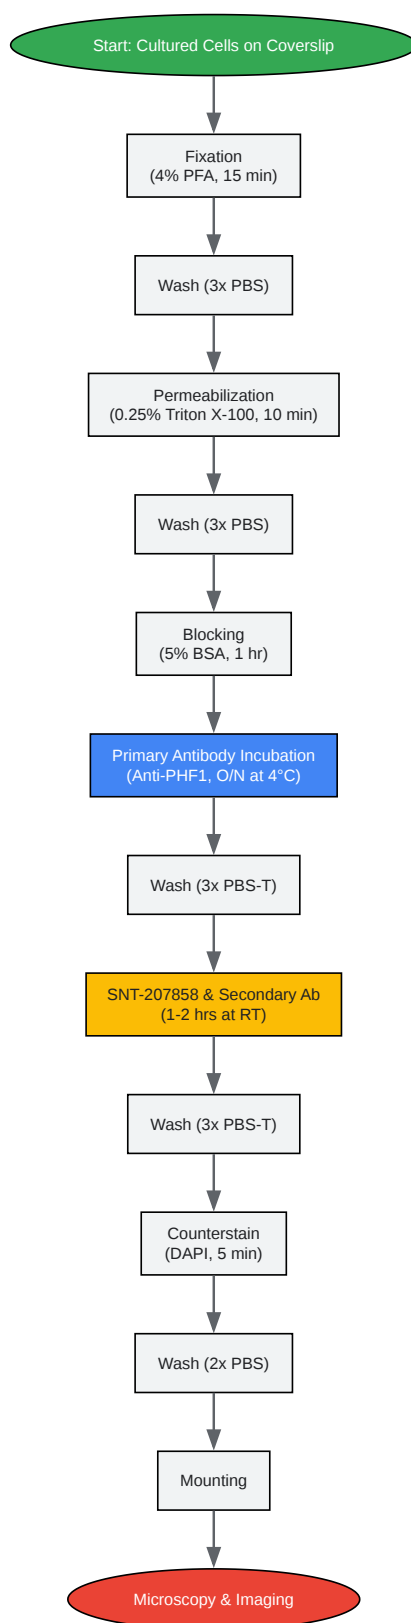 Start: Cultured Cells on Coverslip
Fixation
(4% PFA, 15 min)
Wash (3x PBS)
Permeabilization
(0.25% Triton X-100, 10 min)
Wash (3x PBS)
Blocking
(5% BSA, 1 hr)
Primary Antibody Incubation
(Anti-PHF1, O/N at 4°C)
Wash (3x PBS-T)
SNT-207858 & Secondary Ab
(1-2 hrs at RT)
Wash (3x PBS-T)
Counterstain
(DAPI, 5 min)
Wash (2x PBS)
Mounting
Microscopy & Imaging